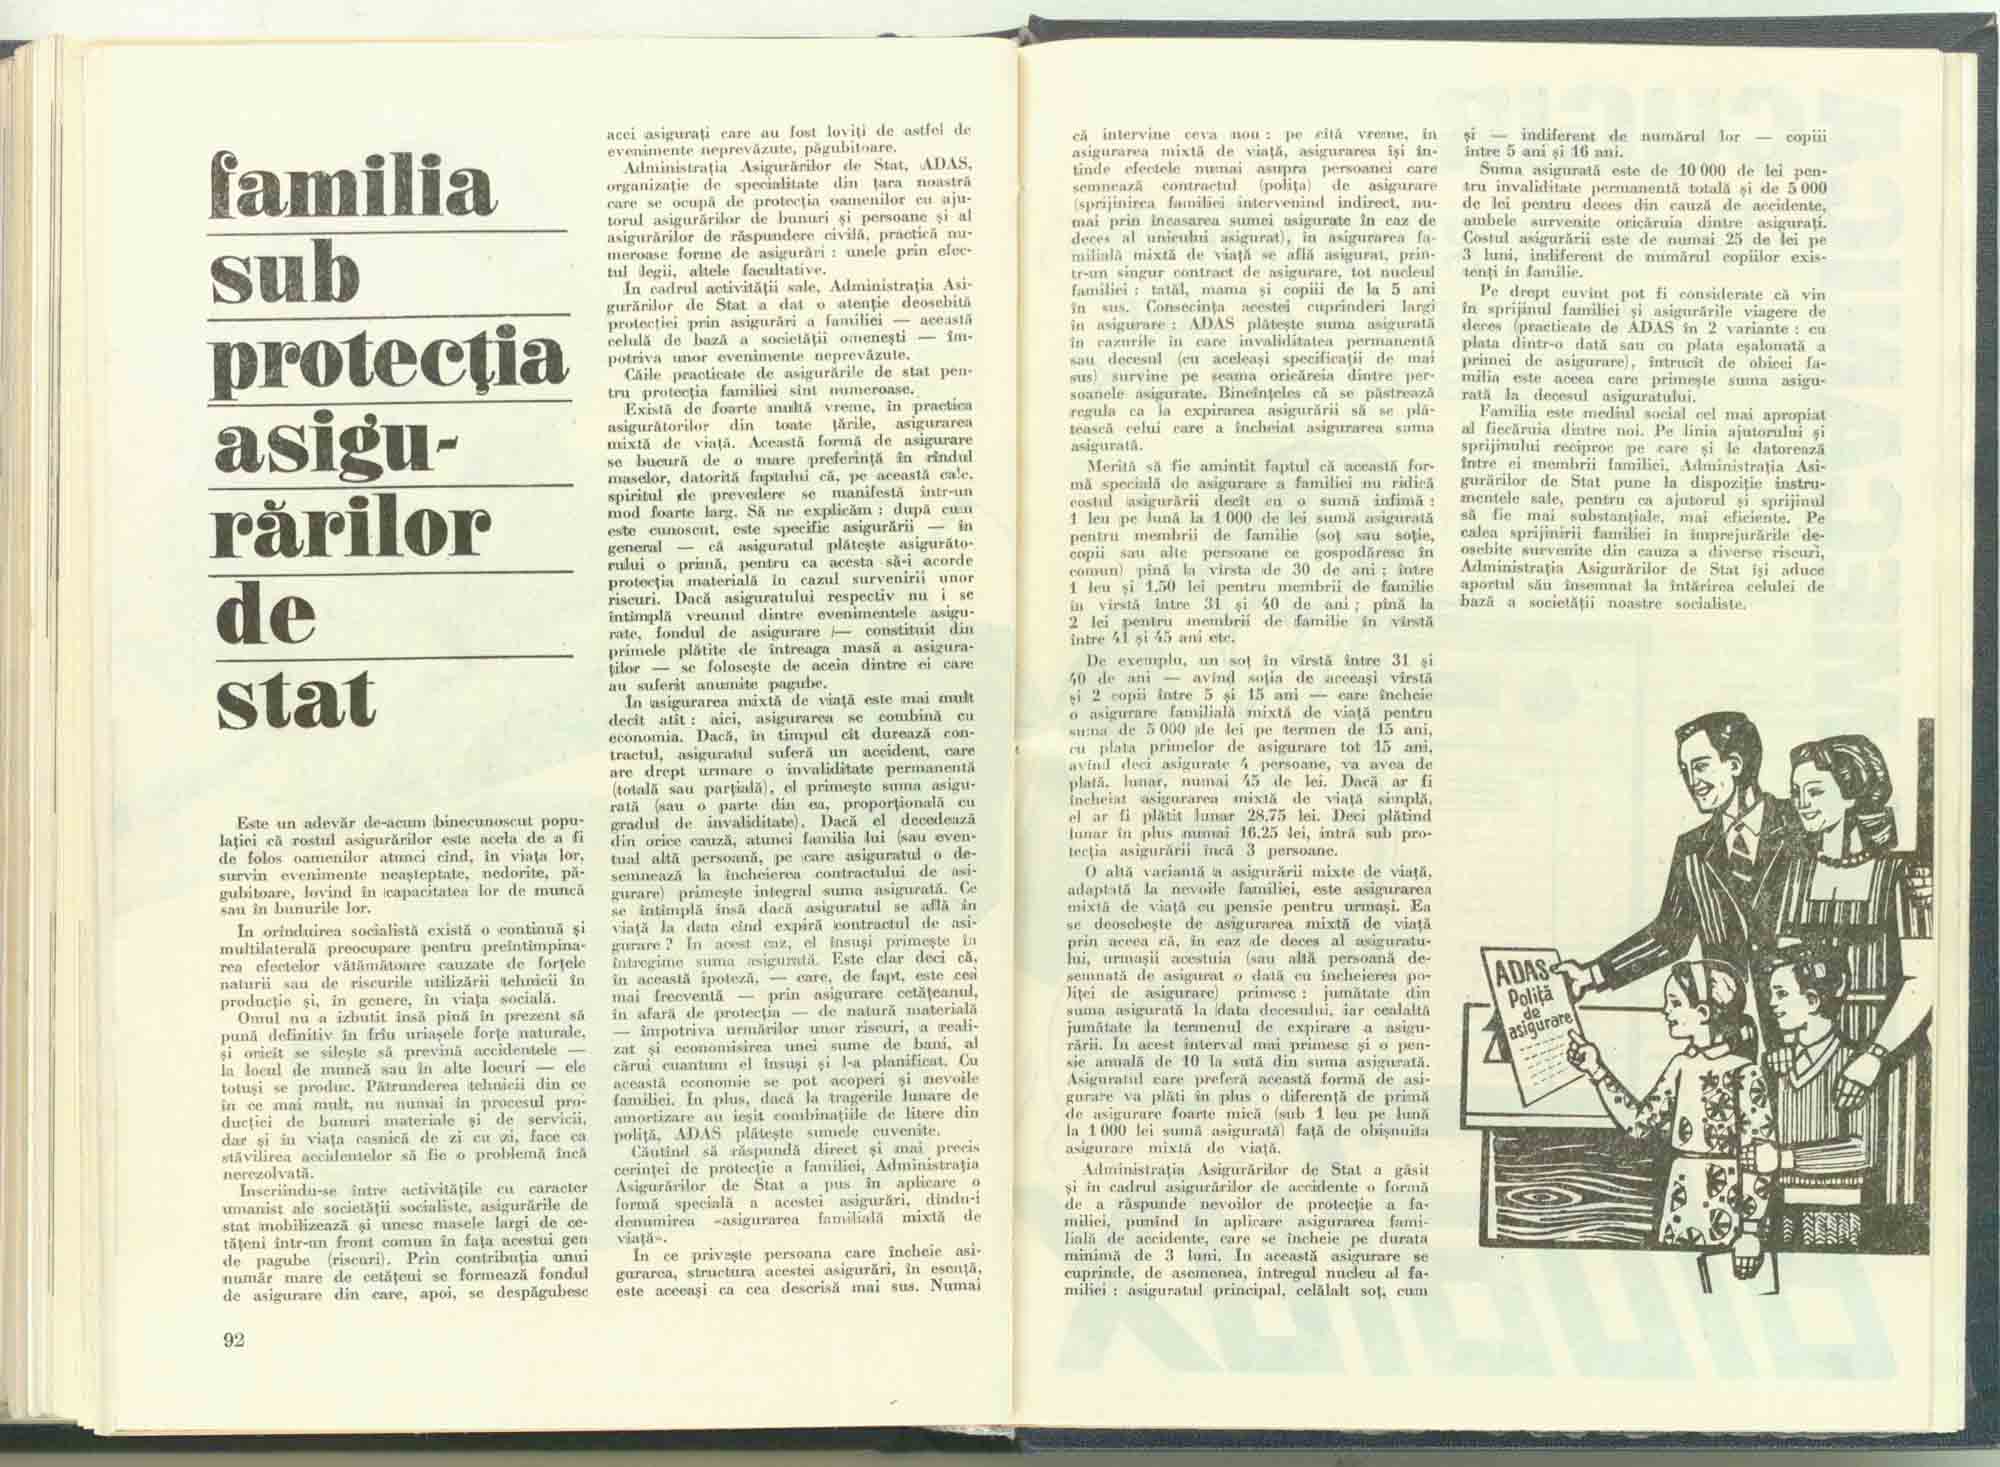 familia
sub
protecția
asigu-
rărilor
de
stat
Este un adevăr de-acum binecunoscut popu-
lației că rostul asigurărilor este acela de a fi
de folos oamenilor atunci cînd, în viața lor,
survin evenimente neașteptate, nedorite, pă-
gubitoare, lovind în capacitatea lor de muncă
sau în bunurile lor.
In orînduirea socialistă există o continuă și
multilaterală preocupare pentru preîntîmpina-
rea efectelor vătămătoare cauzate de forțele
naturii sau de riscurile utilizării tehnicii în
producție și, în genere, în viața socială.
Omul nu a izbutit însă pînă în prezent să
pună definitiv în frîu uriașele forțe naturale,
și oricît se silește să prevină accidentele —
la locul de muncă sau în alte locuri — ele
totuși se produc. Pătrunderea tehnicii din ce
în ce mai mult, nu numai în procesul pro-
ducției de bunuri materiale și de servicii,
dar și în viața casnică de zi cu zi, face ca
stăvilirea accidentelor să fie o problemă încă
nerezolvată.
Inscriindu-se între activitățile cu caracter
umanist ale societății socialiste, asigurările de
stat mobilizează și unesc masele largi de ce-
tățeni într-un front comun în fața acestui gen
de pagube (riscuri). Prin contribuția unui
număr mare de cetățeni se formează fondul
de asigurare din care, apoi, se despăgubesc
92
acei asigurați care au fost loviți de astfel de
evenimente neprevăzute, păgubitoare.
Administrația Asigurărilor de Stat, ADAS,
organizație de specialitate din țara noastră
care se ocupă de protecția oamenilor cu aju-
torul asigurărilor de bunuri și persoane și al
asigurărilor de răspundere civilă, practică nu-
meroase forme de asigurări : unele prin efec-
tul legii, altele facultative.
In cadrul activității sale, Administrația Asi-
gurărilor de Stat a dat o atenție deosebită
protecției prin asigurări a familiei — această
celulă de bază a societății omenești — îm-
potriva unor evenimente neprevăzute.
Căile practicate de asigurările de stat pen-
tru protecția familiei sînt numeroase.
Există de foarte multă vreme, în practica
asigurătorilor din toate țările, asigurarea
mixtă de viață. Această formă de asigurare
se bucură de o mare preferință în rîndul
maselor, datorită faptului că, pe această cale,
spiritul de prevedere se manifestă într-un
mod foarte larg. Să ne explicăm : după cum
este cunoscut, este specific asigurării — în
general — că asiguratul plătește asigurăto-
rului o primă, pentru ca acesta să-i acorde
protecția materială în cazul survenirii unor
riscuri. Dacă asiguratului respectiv nu i se
întîmplă vreunul dintre evenimentele asigu-
rate, fondul de asigurare — constituit din
primele plătite de întreaga masă a asigura-
ților — se folosește de aceia dintre ei care
au suferit anumite pagube.
In asigurarea mixtă de viață este mai mult
decît atît : aici, asigurarea se combină cu
economia. Dacă, în timpul cît durează con-
tractul, asiguratul suferă un accident, care
are drept urmare o invaliditate permanentă
(totală sau parțială), el primește suma asigu-
rată (sau o parte din ea, proporțională cu
gradul de invaliditate). Dacă el decedează
din orice cauză, atunci familia lui (sau even-
tual altă persoană, pe care asiguratul o de-
semnează la încheierea contractului de asi-
gurare) primește integral suma asigurată. Ce
se întîmplă însă dacă asiguratul se află în
viață la data cînd expiră contractul de asi-
gurare ? In acest caz, el însuși primește în
întregime suma asigurată. Este clar deci că,
în această ipoteză, — care, de fapt, este cea
mai frecventă — prin asigurare cetățeanul,
în afară de protecția — de natură materială
— împotriva urmărilor unor riscuri, a reali-
zat și economisirea unei sume de bani, al
cărui cuantum el însuși și l-a planificat. Cu
această economie se pot acoperi și nevoile
familiei. In plus, dacă la tragerile lunare de
amortizare au ieșit combinațiile de litere din
poliță, ADAS plătește sumele cuvenite.
Căutînd să răspundă direct și mai precis
cerinței de protecție a familiei, Administrația
Asigurărilor de Stat a pus în aplicare o
formă specială a acestei asigurări, dîndu-i
denumirea «asigurarea familială mixtă de
viață».
In ce privește persoana care încheie asi-
gurarea, structura acestei asigurări, în esență,
este aceeași ca cea descrisă mai sus. Numai
că intervine ceva nou : pe cîtă vreme, în
asigurarea mixtă de viață, asigurarea își în-
tinde efectele numai asupra persoanei care
semnează contractul (polița) de asigurare
(sprijinirea familiei intervenind indirect, nu-
mai prin încasarea sumei asigurate în caz de
deces al unicului asigurat), în asigurarea fa-
milială mixtă de viață se află asigurat, prin-
tr-un singur contract de asigurare, tot nucleul
familiei : tatăl, mama și copiii de la 5 ani
în sus. Consecința acestei cuprinderi largi
în asigurare : ADAS plătește suma asigurată
în cazurile în care invaliditatea permanentă
sau decesul (cu aceleași specificații de mai
sus) survine pe seama oricăreia dintre per-
soanele asigurate. Bineînțeles că se păstrează
regula ca la expirarea asigurării să se plă-
tească celui care a încheiat asigurarea suma
asigurată.
Merită să fie amintit faptul că această for-
mă specială de asigurare a familiei nu ridică
costul asigurării decît cu o sumă infimă :
1 leu pe lună la 1 000 de lei sumă asigurată
pentru membrii de familie (soț sau soție,
copii sau alte persoane ce gospodăresc în
comun) pînă la vîrsta de 30 de ani ; între
1 leu și 1,50 lei pentru membrii de familie
în vîrstă între 31 și 40 de ani ; pînă la
2 lei pentru membrii de familie în vîrstă
între 41 și 45 ani etc.
De exemplu, un soț în vîrstă între 31 și
40 de ani — avînd soția de aceeași vîrstă
și 2 copii între 5 și 15 ani — care încheie
o asigurare familială mixtă de viață pentru
suma de 5 000 de lei pe termen de 15 ani,
cu plata primelor de asigurare tot 15 ani,
avînd deci asigurate 4 persoane, va avea de
plată, lunar, numai 45 de lei. Dacă ar fi
încheiat asigurarea mixtă de viață simplă,
el ar fi plătit lunar 28,75 lei. Deci plătind
lunar în plus numai 16,25 lei, intră sub pro-
tecția asigurării încă 3 persoane.
O altă variantă a asigurării mixte de viață,
adaptată la nevoile familiei, este asigurarea
mixtă de viață cu pensie pentru urmași. Ea
se deosebește de asigurarea mixtă de viață
prin aceea că, în caz de deces al asiguratu-
lui, urmașii acestuia (sau altă persoană de-
semnată de asigurat o dată cu încheierea po-
liței de asigurare) primesc : jumătate din
suma asigurată la data decesului, iar cealaltă
jumătate la termenul de expirare a asigu-
rării. In acest interval mai primesc și o pen-
sie anuală de 10 la sută din suma asigurată.
Asiguratul care preferă această formă de asi-
gurare va plăti în plus o diferență de primă
de asigurare foarte mică (sub 1 leu pe lună
la 1 000 lei sumă asigurată) față de obișnuita
asigurare mixtă de viață.
Administrația Asigurărilor de Stat a găsit
și în cadrul asigurărilor de accidente o formă
de a răspunde nevoilor de protecție a fa-
miliei, punînd în aplicare asigurarea fami-
lială de accidente, care se încheie pe durata
minimă de 3 luni. In această asigurare se
cuprinde, de asemenea, întregul nucleu al fa-
miliei : asiguratul principal, celălalt soț, cum
și — indiferent de numărul lor — copiii
între 5 ani și 16 ani.
Suma asigurată este de 10 000 de lei pen-
tru invaliditate permanentă totală și de 5 000
de lei pentru deces din cauză de accidente,
ambele survenite oricăruia dintre asigurați.
Costul asigurării este de numai 25 de lei pe
3 luni, indiferent de numărul copiilor exis-
tenți în familie.
Pe drept cuvînt pot fi considerate că vin
în sprijinul familiei și asigurările viagere de
deces (practicate de ADAS în 2 variante : cu
plata dintr-o dată sau cu plata eșalonată a
primei de asigurare), întrucît de obicei fa-
milia este aceea care primește suma asigu-
rată la decesul asiguratului.
Familia este mediul social cel mai apropiat
al fiecăruia dintre noi. Pe linia ajutorului și
sprijinului reciproc pe care și le datorează
între ei membrii familiei, Administrația Asi-
gurărilor de Stat pune la dispoziție instru-
mentele sale, pentru ca ajutorul și sprijinul
să fie mai substanțiale, mai eficiente. Pe
calea sprijinirii familiei în împrejurările de-
osebite survenite din cauza a diverse riscuri,
Administrația Asigurărilor de Stat își aduce
aportul său însemnat la întărirea celulei de
bază a societății noastre socialiste.
ADAS
Poliță
de
asigurare